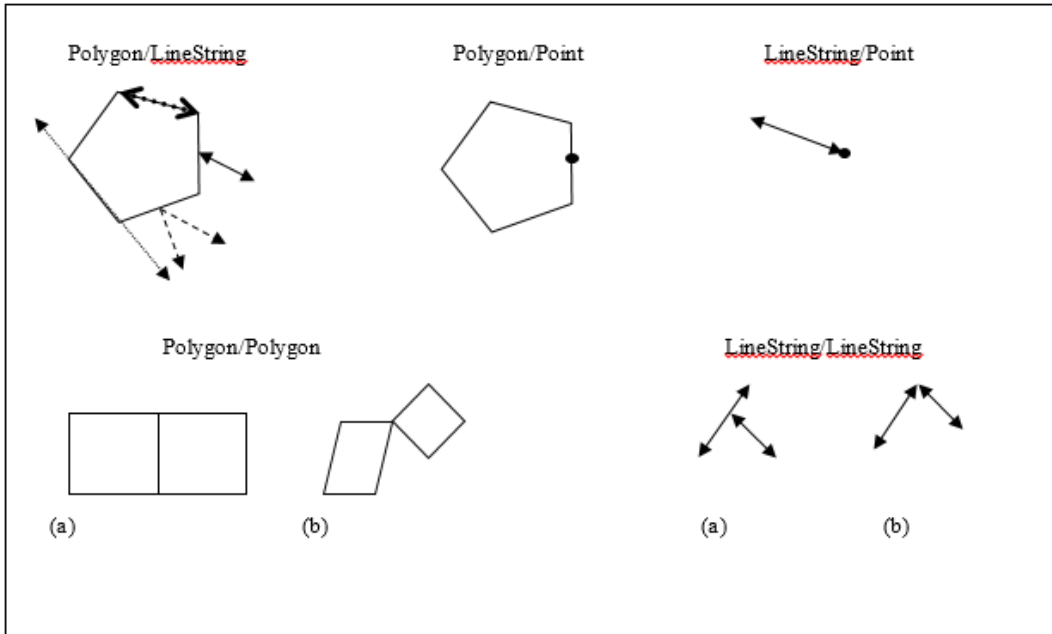 Polygon/LineString
Polygon/Point
LineString/Point
Polygon/Polygon
LineString/LineString
(a)
(b)
(a)
(b)